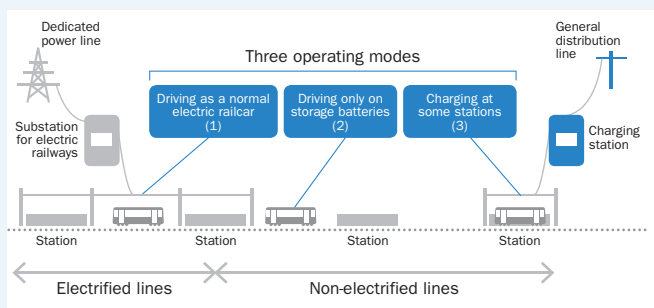 Dedicated
power line
General
distribution
line
Three operating modes
Driving as a normal
electric railcar
(1)
Driving only on
storage batteries
(2)
Charging at
some stations
(3)
Substation
for electric
railways
Charging
station
Station
Station
Station
Station
Electrified lines
Non-electrified lines